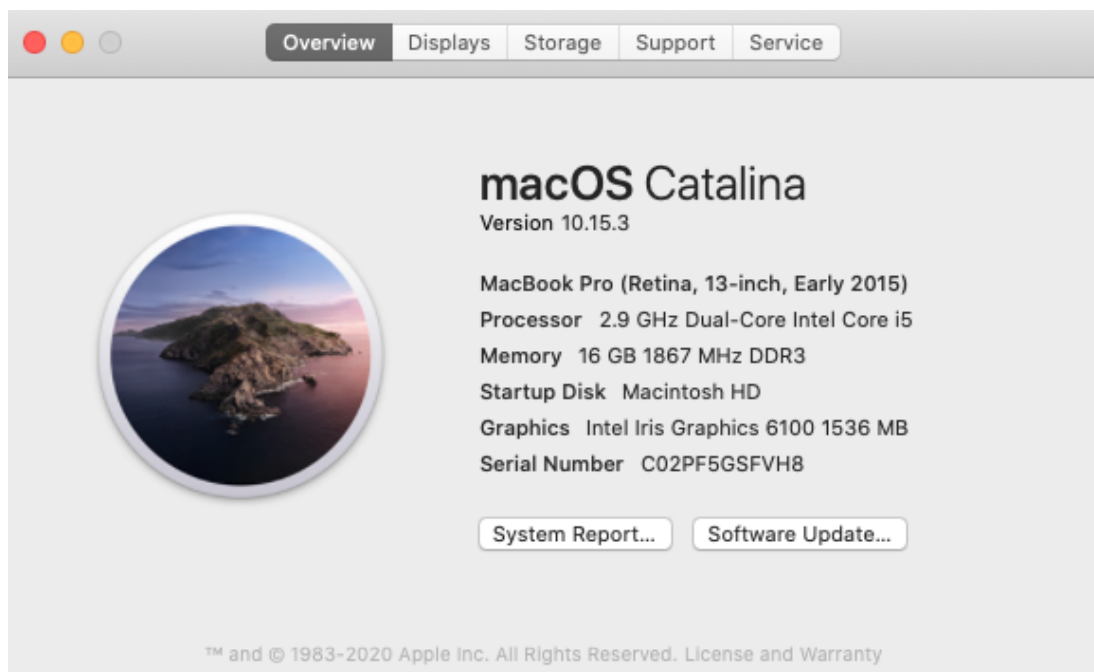 Overview Displays Storage Support Service
macOS Catalina
Version 10.15.3
MacBook Pro (Retina, 13-inch, Early 2015)
Processor 2.9 GHz Dual-Core Intel Core i5
Memory 16 GB 1867 MHz DDR3
Startup Disk Macintosh HD
Graphics Intel Iris Graphics 6100 1536 MB
Serial Number C02PF5GSFVH8
System Report... Software Update...
™ and © 1983-2020 Apple Inc. All Rights Reserved. License and Warranty